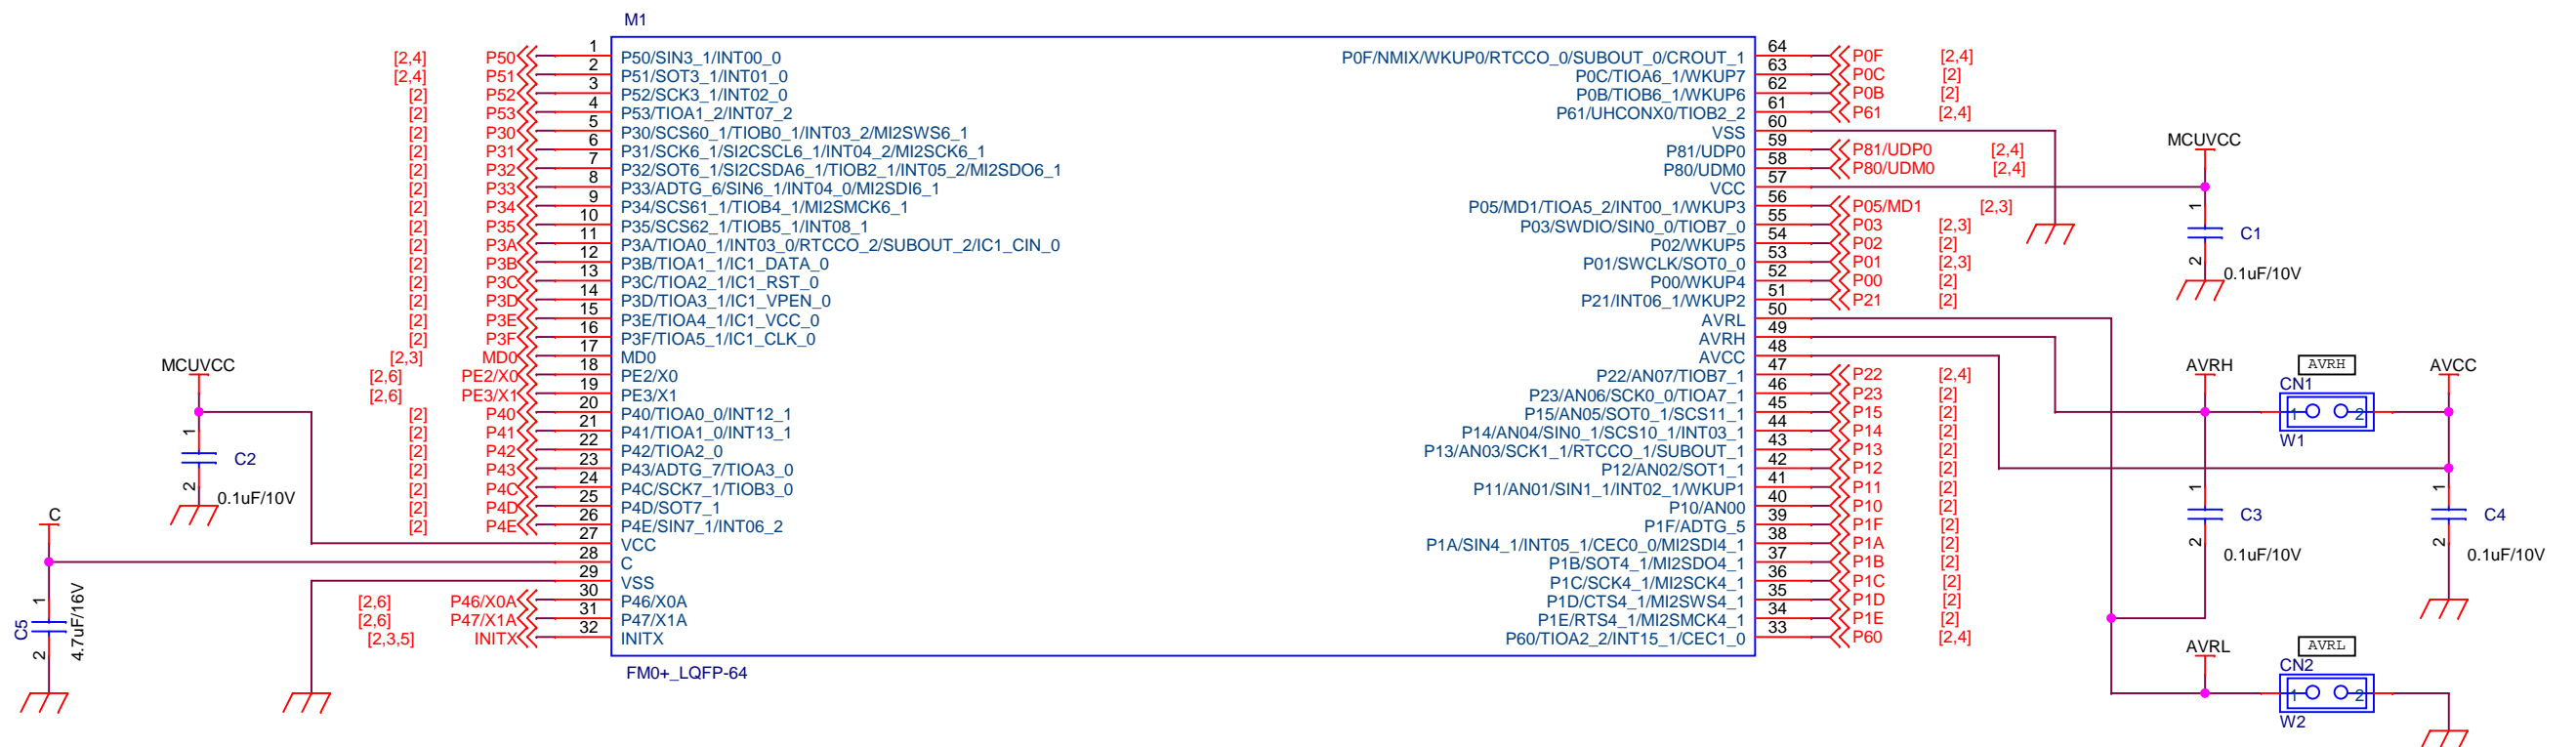 M1
[2,4] P50 1 P50/SIN3_1/INT00_0
[2,4] P51 2 P51/SOT3_1/INT01_0
[2] P52 3 P52/SCK3_1/INT02_0
[2] P53 4 P53/TIOA1_2/INT07_2
[2] P30 5 P30/SCS60_1/TIOB0_1/INT03_2/MI2SWS6_1
[2] P31 6 P31/SCK6_1/SI2CSCL6_1/INT04_2/MI2SCK6_1
[2] P32 7 P32/SOT6_1/SI2CSDA6_1/TIOB2_1/INT05_2/MI2SDO6_1
[2] P33 8 P33/ADTG_6/SIN6_1/INT04_0/MI2SDI6_1
[2] P34 9 P34/SCS61_1/TIOB4_1/MI2SMCK6_1
[2] P35 10 P35/SCS62_1/TIOB5_1/INT08_1
[2] P3A 11 P3A/TIOA0_1/INT03_0/RTCCO_2/SUBOUT_2/IC1_CIN_0
[2] P3B 12 P3B/TIOA1_1/IC1_DATA_0
[2] P3C 13 P3C/TIOA2_1/IC1_RST_0
[2] P3D 14 P3D/TIOA3_1/IC1_VPEN_0
[2] P3E 15 P3E/TIOA4_1/IC1_VCC_0
[2] P3F 16 P3F/TIOA5_1/IC1_CLK_0
[2,3] MD0 17 MD0
[2,6] PE2/X0 18 PE2/X0
[2,6] PE3/X1 19 PE3/X1
[2] P40 20 P40/TIOA0_0/INT12_1
[2] P41 21 P41/TIOA1_0/INT13_1
[2] P42 22 P42/TIOA2_0
[2] P43 23 P43/ADTG_7/TIOA3_0
[2] P4C 24 P4C/SCK7_1/TIOB3_0
[2] P4D 25 P4D/SOT7_1
[2] P4E 26 P4E/SIN7_1/INT06_2
27 VCC
28 C
29 VSS
[2,6] P46/X0A 30 P46/X0A
[2,6] P47/X1A 31 P47/X1A
[2,3,5] INITX 32 INITX
FM0+_LQFP-64
P0F/NMIX/WKUP0/RTCCO_0/SUBOUT_0/CROUT_1 64 P0F [2,4]
P0C/TIOA6_1/WKUP7 63 P0C [2]
P0B/TIOB6_1/WKUP6 62 P0B [2]
P61/UHCONX0/TIOB2_2 61 P61 [2,4]
VSS 60
P81/UDP0 59 P81/UDP0 [2,4]
P80/UDM0 58 P80/UDM0 [2,4]
VCC 57
P05/MD1/TIOA5_2/INT00_1/WKUP3 56 P05/MD1 [2,3]
P03/SWDIO/SIN0_0/TIOB7_0 55 P03 [2,3]
P02/WKUP5 54 P02 [2]
P01/SWCLK/SOT0_0 53 P01 [2,3]
P00/WKUP4 52 P00 [2]
P21/INT06_1/WKUP2 51 P21 [2]
AVRL 50
AVRH 49
AVCC 48
P22/AN07/TIOB7_1 47 P22 [2,4]
P23/AN06/SCK0_0/TIOA7_1 46 P23 [2]
P15/AN05/SOT0_1/SCS11_1 45 P15 [2]
P14/AN04/SIN0_1/SCS10_1/INT03_1 44 P14 [2]
P13/AN03/SCK1_1/RTCCO_1/SUBOUT_1 43 P13 [2]
P12/AN02/SOT1_1 42 P12 [2]
P11/AN01/SIN1_1/INT02_1/WKUP1 41 P11 [2]
P10/AN00 40 P10 [2]
P1F/ADTG_5 39 P1F [2]
P1A/SIN4_1/INT05_1/CEC0_0/MI2SDI4_1 38 P1A [2]
P1B/SOT4_1/MI2SDO4_1 37 P1B [2]
P1C/SCK4_1/MI2SCK4_1 36 P1C [2]
P1D/CTS4_1/MI2SWS4_1 35 P1D [2]
P1E/RTS4_1/MI2SMCK4_1 34 P1E [2]
P60/TIOA2_2/INT15_1/CEC1_0 33 P60 [2,4]
MCUVCC
1
C2
2
0.1uF/10V
C
1
C5
4.7uF/16V
2
MCUVCC
1
C1
2
0.1uF/10V
AVRH
AVRH
AVCC
CN1
1 2
W1
1
C3
2
0.1uF/10V
1
C4
2
0.1uF/10V
AVRL
AVRL
CN2
1 2
W2